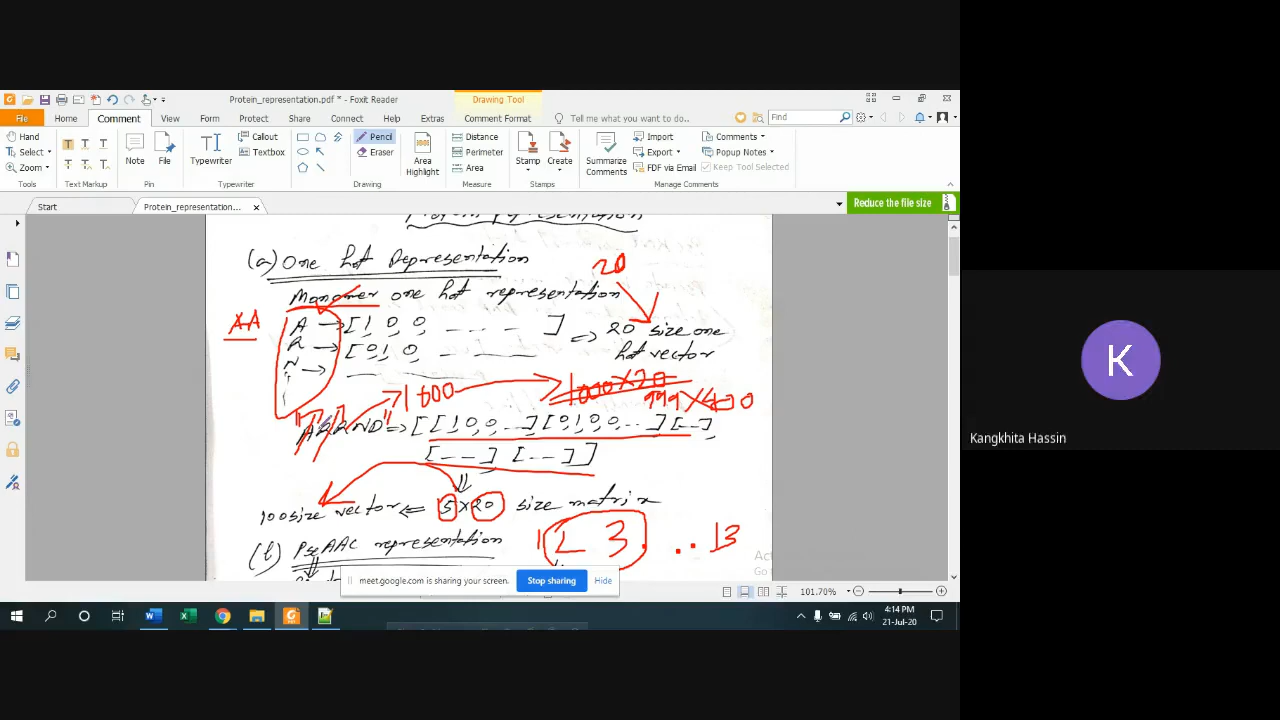 Protein_representation.pdf * - Foxit Reader
Drawing Tool
File Home Comment View Form Protect Share Connect Help Extras Comment Format Tell me what you want to do.. Find
Hand Select Zoom Tools
Text Markup
Note File Pin
Typewriter Callout Textbox Typewriter
Pencil Eraser Drawing
Area Highlight Distance Perimeter Area Measure
Stamp Create Stamps
Summarize Comments Import Export FDF via Email Comments Popup Notes Keep Tool Selected Manage Comments
Start Protein_representation.... Reduce the file size
Protein Representation
(a) One hot Representation
20
Manomer one hot representation
AA
A → [1, 0, 0, ... ] ⇒ 20 size one
R → [0, 1, 0, ...
hot vector
N →
1000 → 1000 × 20
999 × 400
"ARRND" ⇒ [[1, 0, 0, ...] [0, 1, 0, 0, ...] [...],
[...] [...]]
100 size vector ⇐ 5×20 size matrix
1 2 3 . . . 13
(b) PseAAC representation
meet.google.com is sharing your screen. Stop sharing Hide
101.70%
4:14 PM
21-Jul-20
K
Kangkhita Hassin